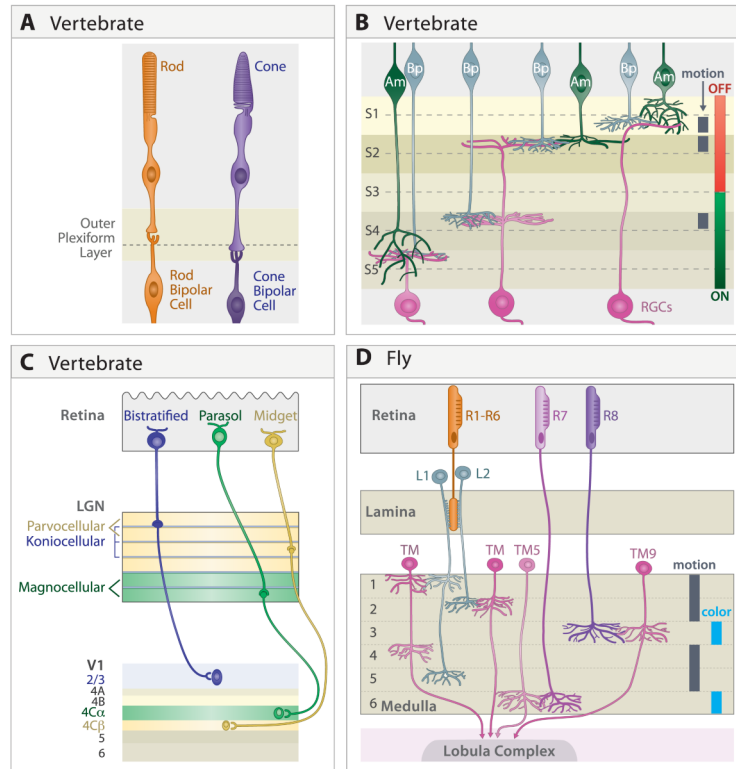 A Vertebrate
Rod
Cone
Outer
Plexiform
Layer
Rod
Bipolar
Cell
Cone
Bipolar
Cell
B Vertebrate
Am
Bp
Bp
Bp
Am
Bp
Am
motion
OFF
S1
S2
S3
S4
S5
ON
RGCs
C Vertebrate
Retina
Bistratified
Parasol
Midget
LGN
Parvocellular
Koniocellular
Magnocellular
V1
2/3
4A
4B
4Cα
4Cβ
5
6
D Fly
Retina
R1-R6
R7
R8
L1
L2
Lamina
TM
TM
TM5
TM9
motion
color
1
2
3
4
5
6
Medulla
Lobula Complex